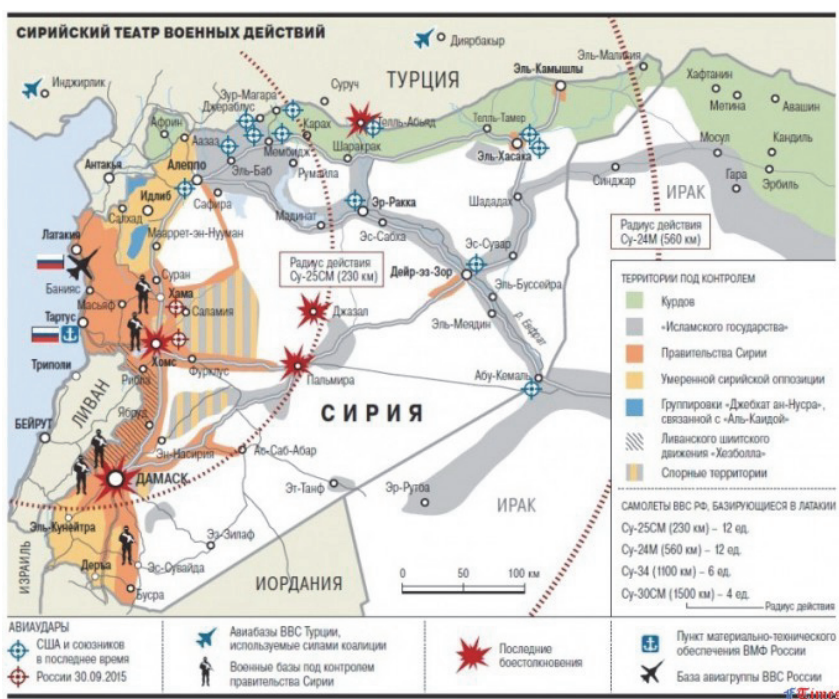 СИРИЙСКИЙ ТЕАТР ВОЕННЫХ ДЕЙСТВИЙ
Диярбакыр
Инджирлик
ТУРЦИЯ
Эль-Маликия
Эль-Камышлы
Хафтанин
Метина
Авашин
Зур-Магара
Джераблус
Суруч
Африн
Аазаз
Карах
Телль-Абьяд
Телль-Тамер
Мосул
Кандиль
Мембидж
Шаракрак
Эль-Хасака
Антакья
Алеппо
Эль-Баб
Румайла
Синджар
ИРАК
Гара
Эрбиль
Идлиб
Сафира
Мадинат
Эр-Ракка
Шададах
Салхад
Эс-Сабха
Латакия
Мааррет-эн-Нууман
Эс-Сувар
Радиус действия
Су-24М (560 км)
Радиус действия
Су-25СМ (230 км)
Дейр-эз-Зор
Суран
Банияс
Масьяф
Хама
Саламия
Эль-Буссейра
Тартус
Джазал
Эль-Меядин
р. Евфрат
Триполи
Хомс
Рибла
Фурклус
Пальмира
Абу-Кемаль
ЛИВАН
СИРИЯ
Ябруд
БЕЙРУТ
Эн-Насирия
Ас-Саб-Абар
ДАМАСК
Эт-Танф
Эр-Рутба
ИРАК
Эль-Кунейтра
Эз-Зилаф
ИЗРАИЛЬ
Деръа
Эс-Сувайда
Бусра
ИОРДАНИЯ
0 50 100 км
ТЕРРИТОРИИ ПОД КОНТРОЛЕМ
Курдов
«Исламского государства»
Правительства Сирии
Умеренной сирийской оппозиции
Группировки «Джебхат ан-Нусра»,
связанной с «Аль-Каидой»
Ливанского шиитского
движения «Хезболла»
Спорные территории
САМОЛЕТЫ ВВС РФ, БАЗИРУЮЩИЕСЯ В ЛАТАКИИ
Су-25СМ (230 км) – 12 ед.
Су-24М (560 км) – 12 ед.
Су-34 (1100 км) – 6 ед.
Су-30СМ (1500 км) – 4 ед.
Радиус действия
АВИАУДАРЫ
США и союзников
в последнее время
России 30.09.2015
Авиабазы ВВС Турции,
используемые силами коалиции
Военные базы под контролем
правительства Сирии
Последние
боестолкновения
Пункт материально-технического
обеспечения ВМФ России
База авиагруппы ВВС России